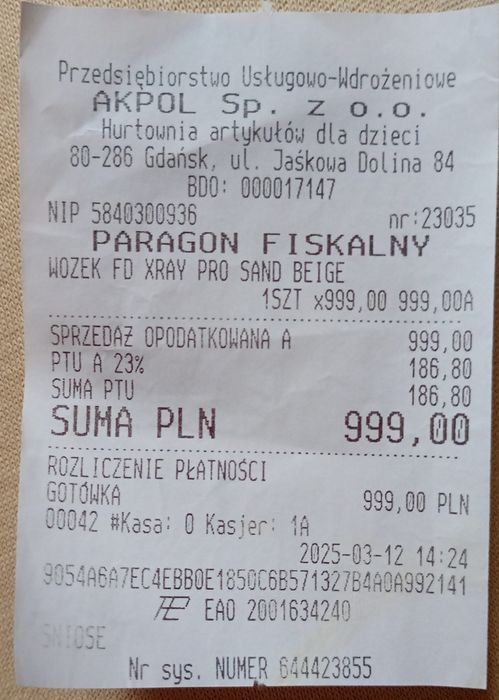 Przedsiębiorstwo Usługowo-Wdrożeniowe
AKPOL Sp. z o.o.
Hurtownia artykułów dla dzieci
80-286 Gdańsk, ul. Jaśkowa Dolina 84
BDO: 000017147
NIP 5840300936 nr:23035
PARAGON FISKALNY
WOZEK FD XRAY PRO SAND BEIGE
1SZT x999,00 999,00A
SPRZEDAŻ OPODATKOWANA A 999,00
PTU A 23% 186,80
SUMA PTU 186,80
SUMA PLN 999,00
ROZLICZENIE PŁATNOŚCI
GOTÓWKA 999,00 PLN
00042 #Kasa: 0 Kasjer: 1A
2025-03-12 14:24
9054A6A7EC4EBB0E1850C6B571327B4A0A992141
EAO 2001634240
Nr sys. NUMER 644423855